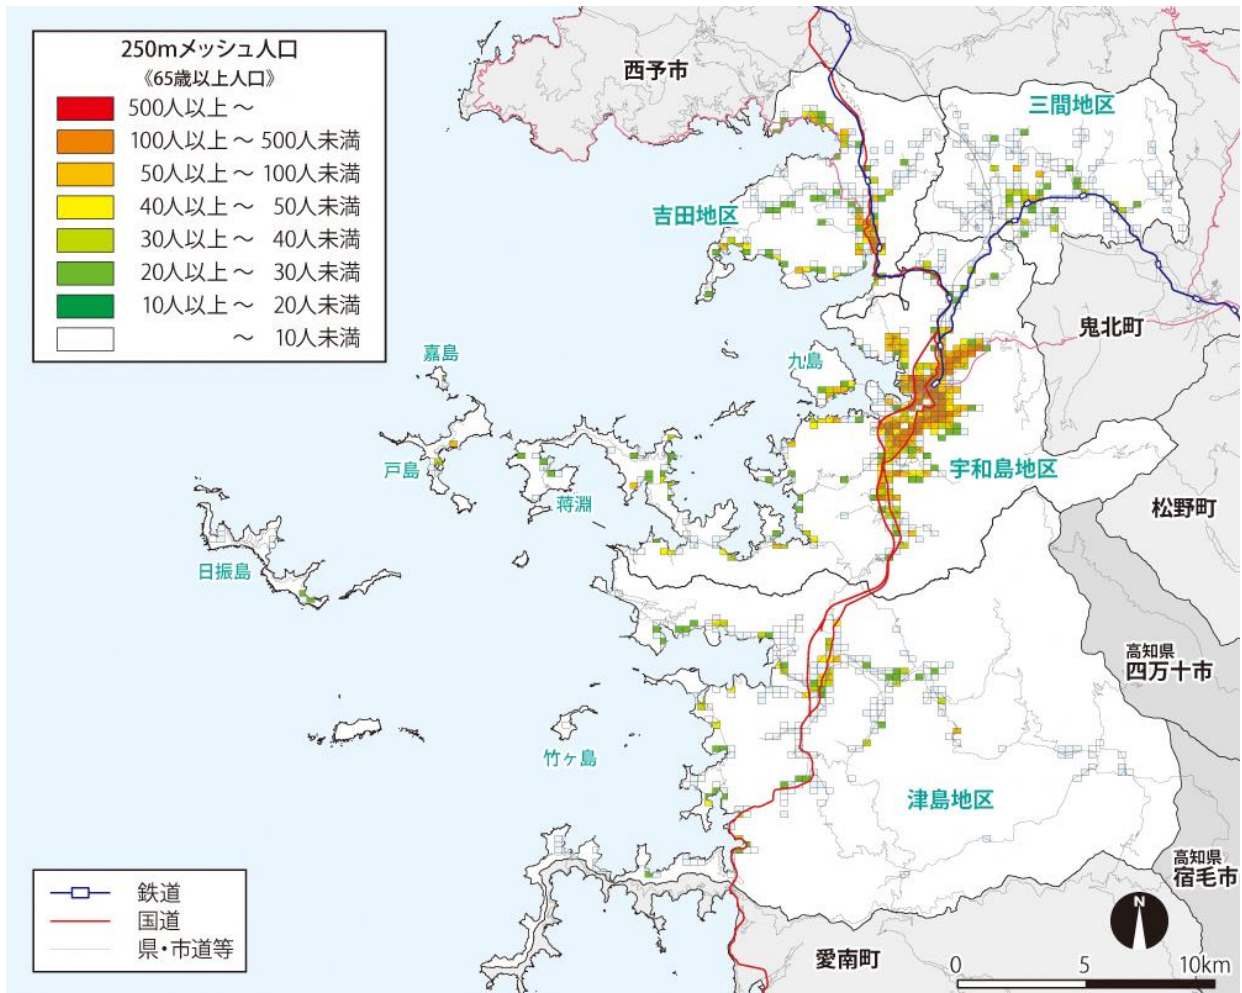 250mメッシュ人口
《65歳以上人口》
500人以上～
100人以上～ 500人未満
50人以上～ 100人未満
40人以上～ 50人未満
30人以上～ 40人未満
20人以上～ 30人未満
10人以上～ 20人未満
～ 10人未満
西予市
三間地区
吉田地区
鬼北町
嘉島
九島
戸島
蒋淵
宇和島地区
松野町
日振島
高知県
四万十市
竹ヶ島
津島地区
高知県
宿毛市
愛南町
鉄道
国道
県・市道等
N
0 5 10km